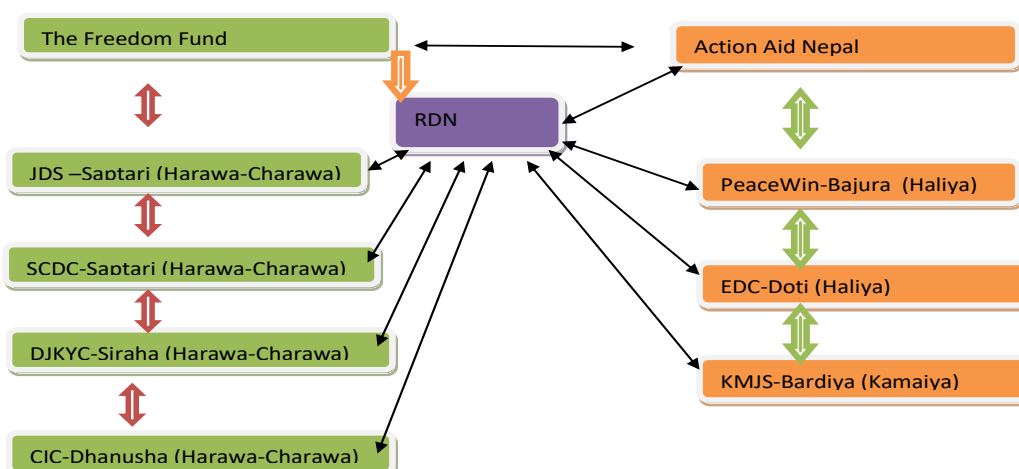 The Freedom Fund
Action Aid Nepal
RDN
JDS –Saptari (Harawa-Charawa)
PeaceWin-Bajura (Haliya)
SCDC-Saptari (Harawa-Charawa)
EDC-Doti (Haliya)
DJKYC-Siraha (Harawa-Charawa)
KMJS-Bardiya (Kamaiya)
CIC-Dhanusha (Harawa-Charawa)